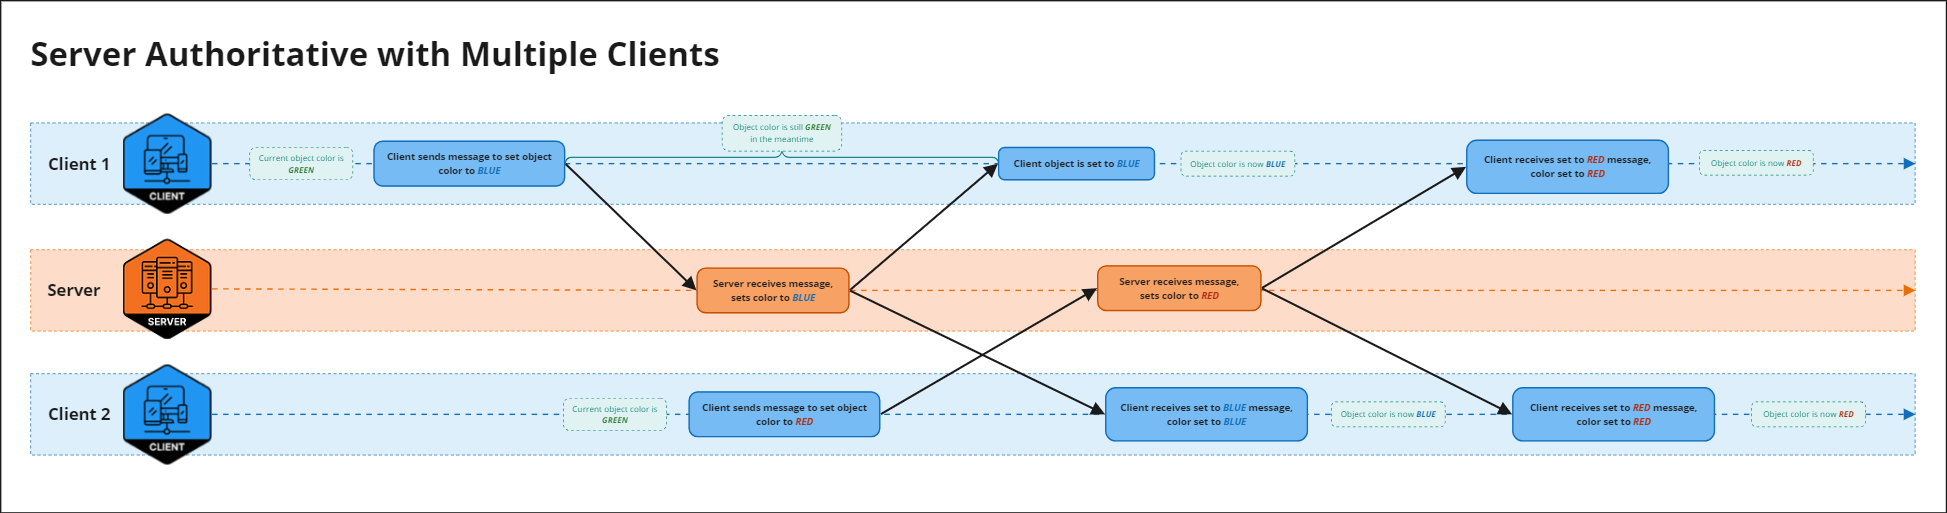 Server Authoritative with Multiple Clients
Client 1
CLIENT
Current object color is
GREEN
Client sends message to set object
color to BLUE
Object color is still GREEN
in the meantime
Client object is set to BLUE
Object color is now BLUE
Client receives set to RED message,
color set to RED
Object color is now RED
Server
SERVER
Server receives message,
sets color to BLUE
Server receives message,
sets color to RED
Client 2
CLIENT
Current object color is
GREEN
Client sends message to set object
color to RED
Client receives set to BLUE message,
color set to BLUE
Object color is now BLUE
Client receives set to RED message,
color set to RED
Object color is now RED